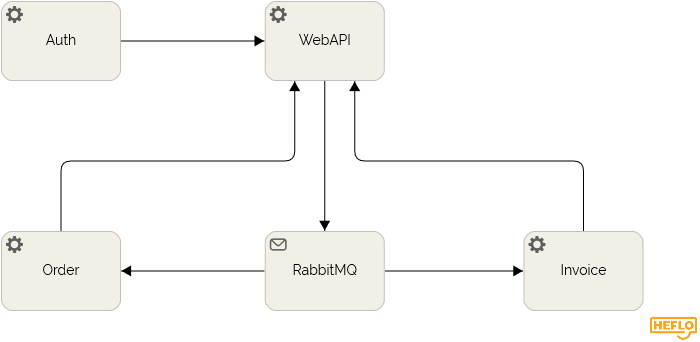 Auth
WebAPI
Order
RabbitMQ
Invoice
HEFLO